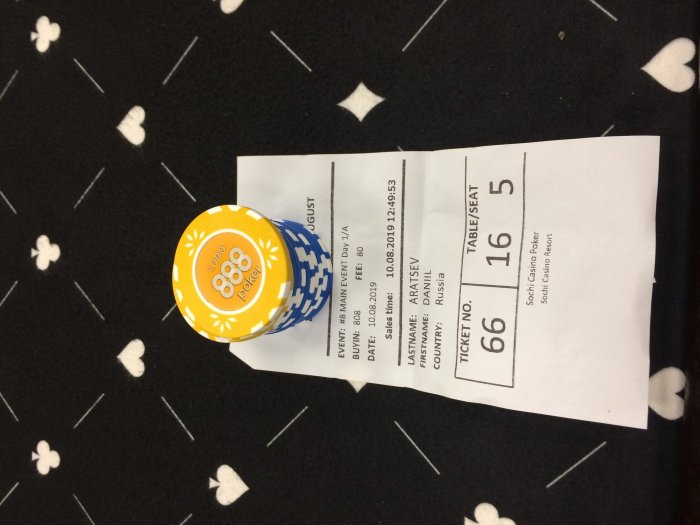 UGUST
EVENT: #8 MAIN EVENT Day 1/A
BUYIN: 808 FEE: 80
DATE: 10.08.2019
Sales time: 10.08.2019 12:49:53
LASTNAME: ARATSEV
FIRSTNAME: DANIIL
COUNTRY: Russia
TICKET NO. TABLE/SEAT
66 16 5
Sochi Casino Poker
Sochi Casino Resort
1.000
888
poker